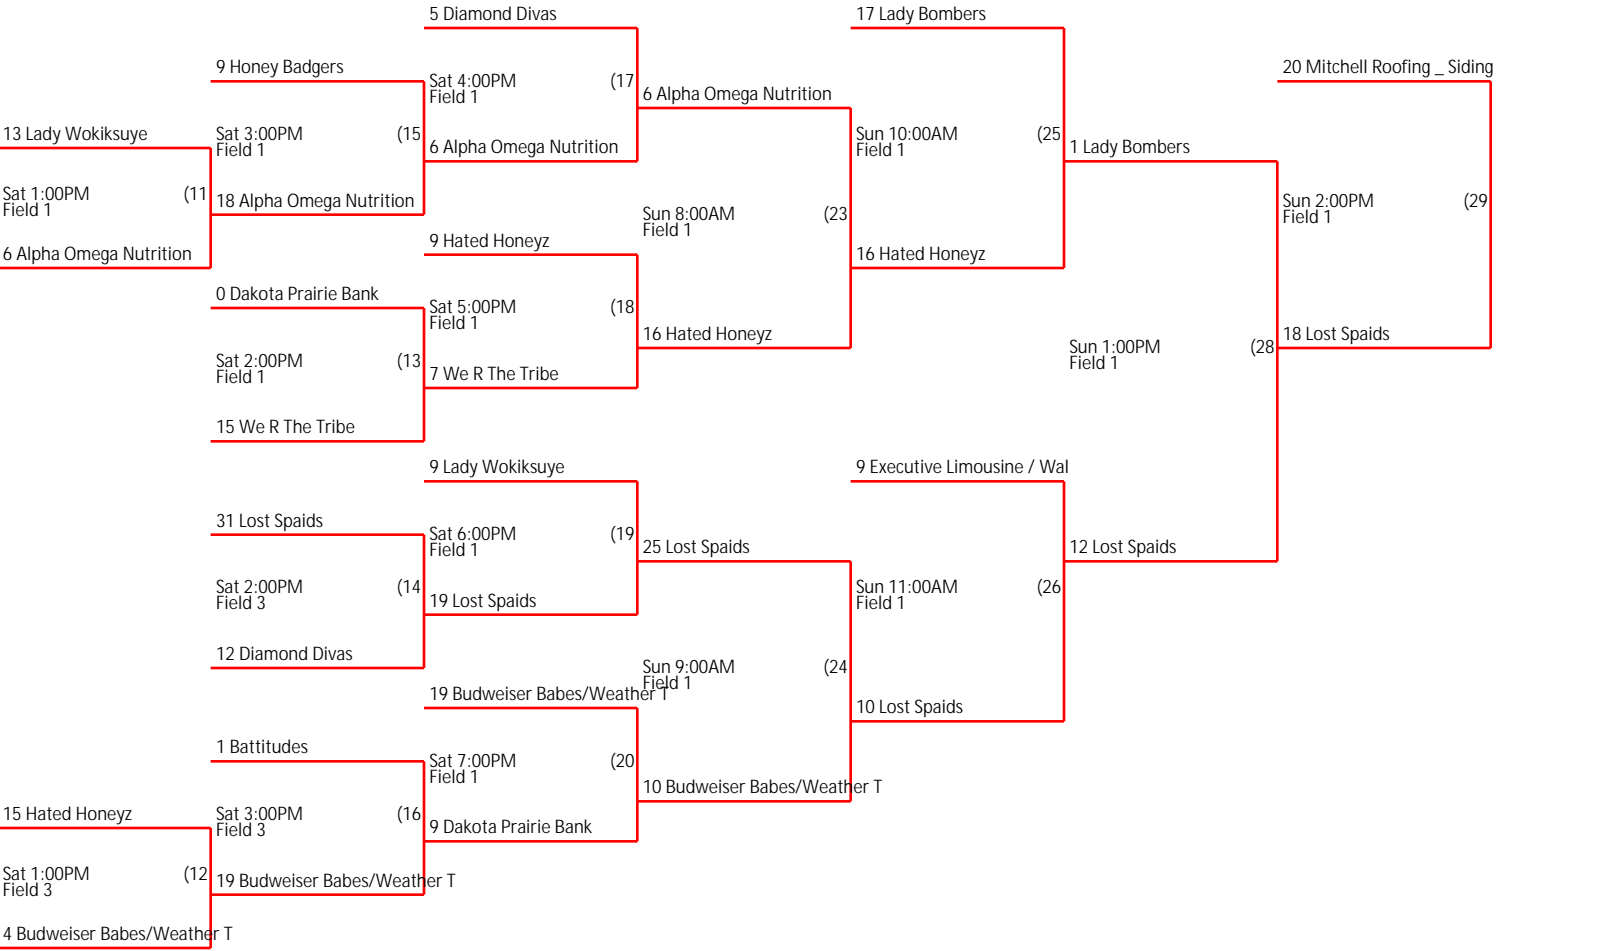 5 Diamond Divas
17 Lady Bombers
9 Honey Badgers
20 Mitchell Roofing _ Siding
Sat 4:00PM
Field 1
(17
6 Alpha Omega Nutrition
13 Lady Wokiksuye
Sat 3:00PM
Field 1
(15
6 Alpha Omega Nutrition
Sun 10:00AM
Field 1
(25
1 Lady Bombers
Sat 1:00PM
Field 1
(11
18 Alpha Omega Nutrition
Sun 8:00AM
Field 1
(23
Sun 2:00PM
Field 1
(29
6 Alpha Omega Nutrition
9 Hated Honeyz
16 Hated Honeyz
0 Dakota Prairie Bank
Sat 5:00PM
Field 1
(18
16 Hated Honeyz
18 Lost Spaids
Sat 2:00PM
Field 1
(13
7 We R The Tribe
Sun 1:00PM
Field 1
(28
15 We R The Tribe
9 Lady Wokiksuye
9 Executive Limousine / Wal
31 Lost Spaids
Sat 6:00PM
Field 1
(19
25 Lost Spaids
12 Lost Spaids
Sat 2:00PM
Field 3
(14
19 Lost Spaids
Sun 11:00AM
Field 1
(26
12 Diamond Divas
Sun 9:00AM
Field 1
(24
19 Budweiser Babes/Weather T
10 Lost Spaids
1 Battitudes
Sat 7:00PM
Field 1
(20
10 Budweiser Babes/Weather T
15 Hated Honeyz
Sat 3:00PM
Field 3
(16
9 Dakota Prairie Bank
Sat 1:00PM
Field 3
(12
19 Budweiser Babes/Weather T
4 Budweiser Babes/Weather T